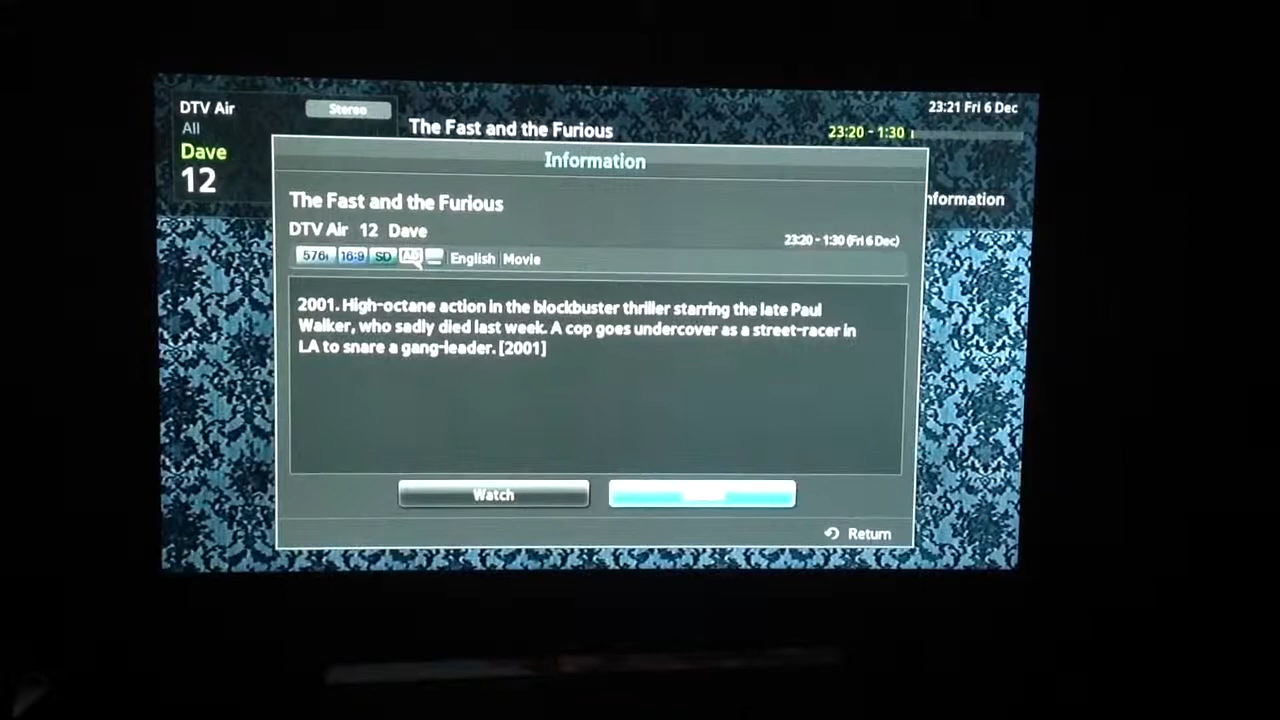 DTV Air
Stereo
23:21 Fri 6 Dec
All
The Fast and the Furious
23:20 - 1:30
Dave
12
Information
nformation
The Fast and the Furious
DTV Air 12 Dave
23:20 - 1:30 (Fri 6 Dec)
576i 16:9 SD AD English Movie
2001. High-octane action in the blockbuster thriller starring the late Paul
Walker, who sadly died last week. A cop goes undercover as a street-racer in
LA to snare a gang-leader. [2001]
Watch
Return